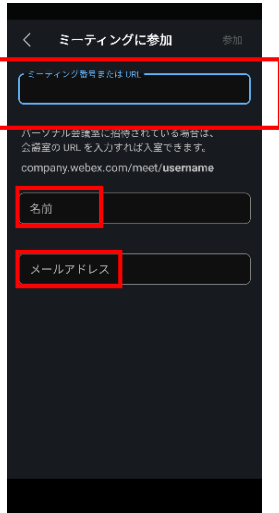 ミーティングに参加
参加
ミーティング番号または URL
パーソナル会議室に招待されている場合は、
会議室の URL を入力すれば入室できます。
company.webex.com/meet/username
名前
メールアドレス